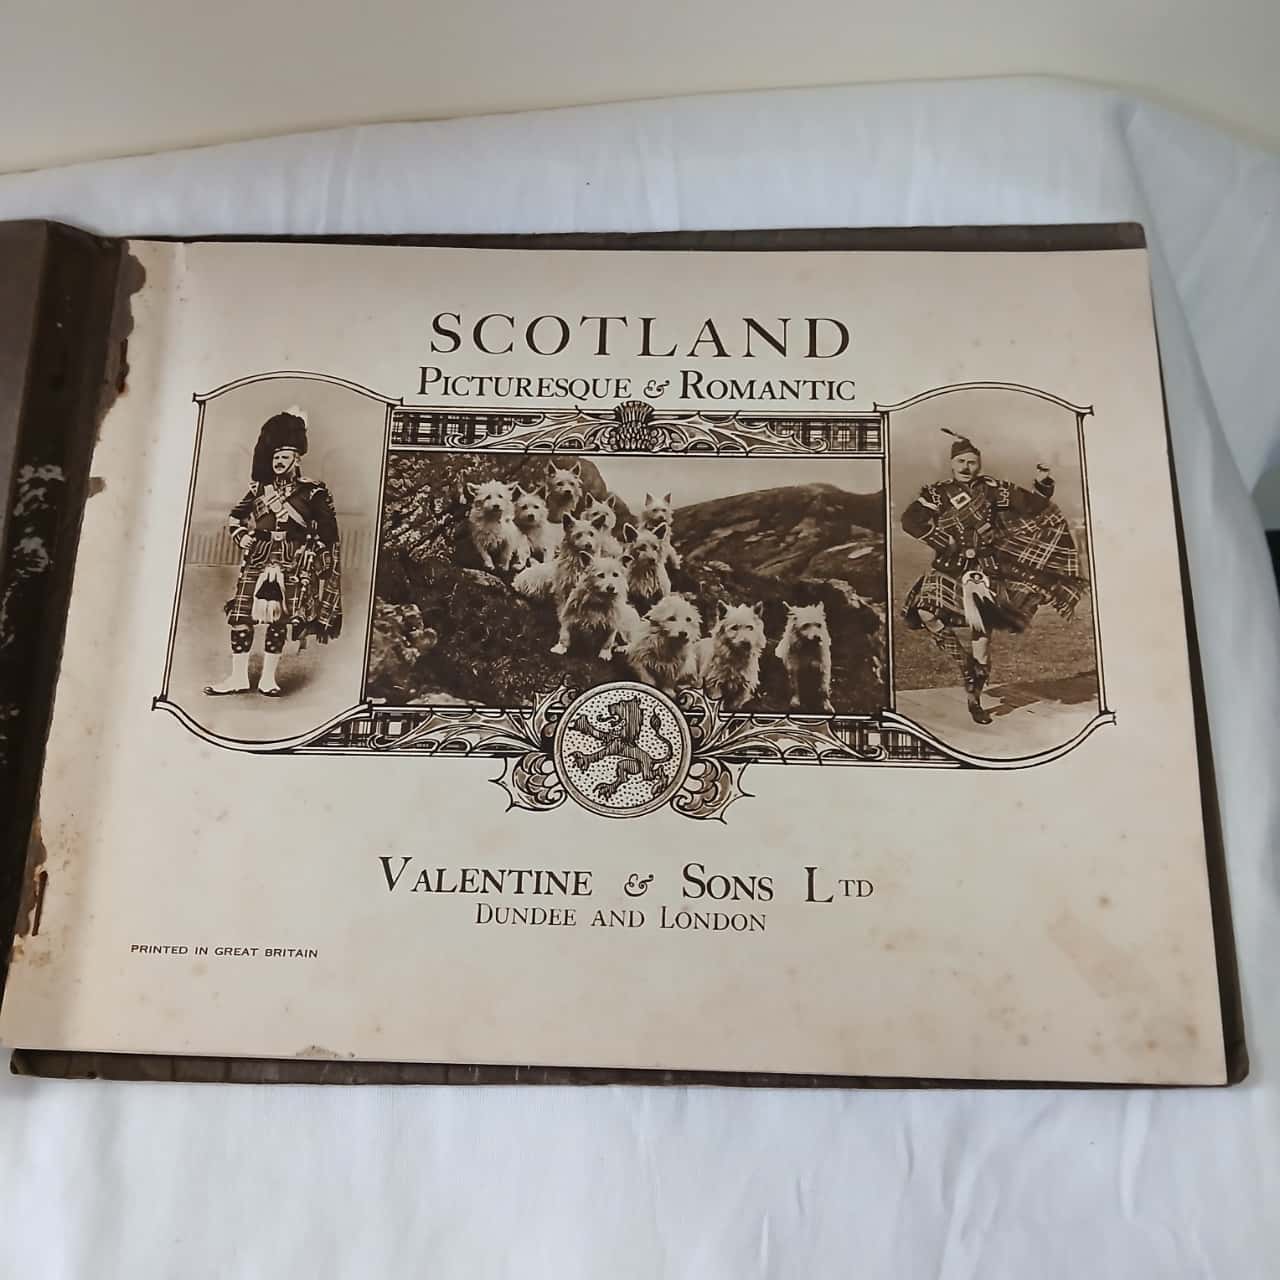 SCOTLAND
PICTURESQUE & ROMANTIC
VALENTINE & SONS LTD
DUNDEE AND LONDON
PRINTED IN GREAT BRITAIN